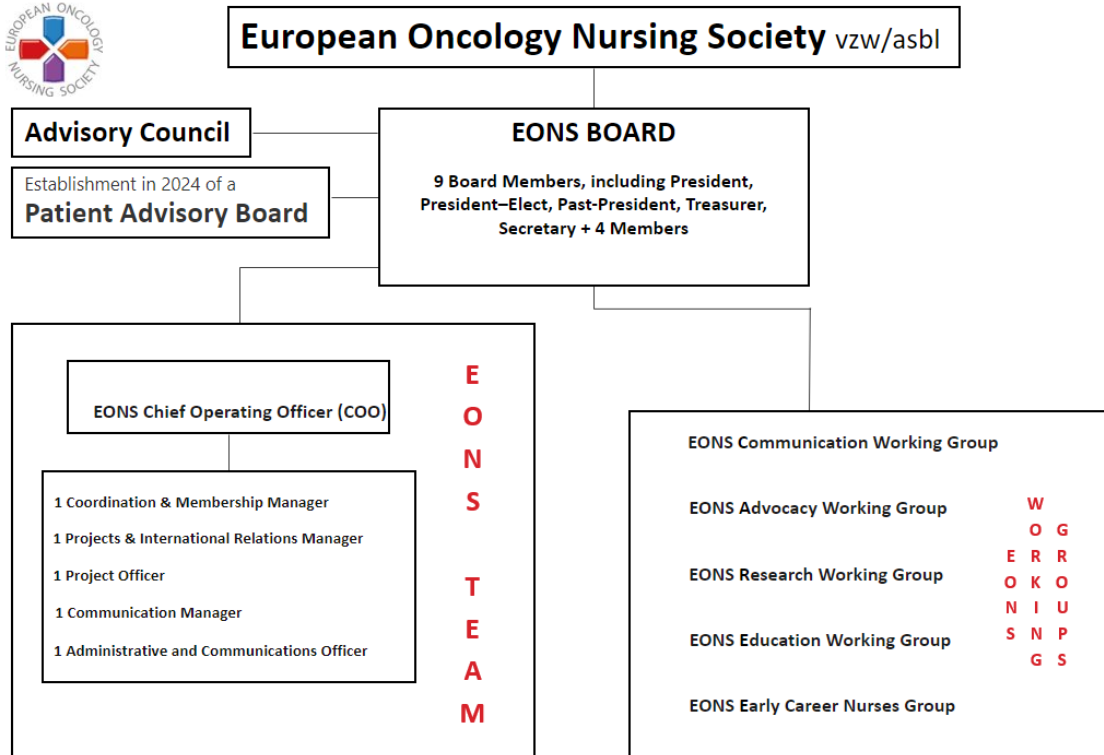 EUROPEAN ONCOLOGY
NURSING SOCIETY
European Oncology Nursing Society vzw/asbl
Advisory Council
Establishment in 2024 of a
Patient Advisory Board
EONS BOARD
9 Board Members, including President,
President–Elect, Past-President, Treasurer,
Secretary + 4 Members
EONS Chief Operating Officer (COO)
1 Coordination & Membership Manager
1 Projects & International Relations Manager
1 Project Officer
1 Communication Manager
1 Administrative and Communications Officer
EONS TEAM
EONS Communication Working Group
EONS Advocacy Working Group
EONS Research Working Group
EONS Education Working Group
EONS Early Career Nurses Group
EONS WORKING GROUPS